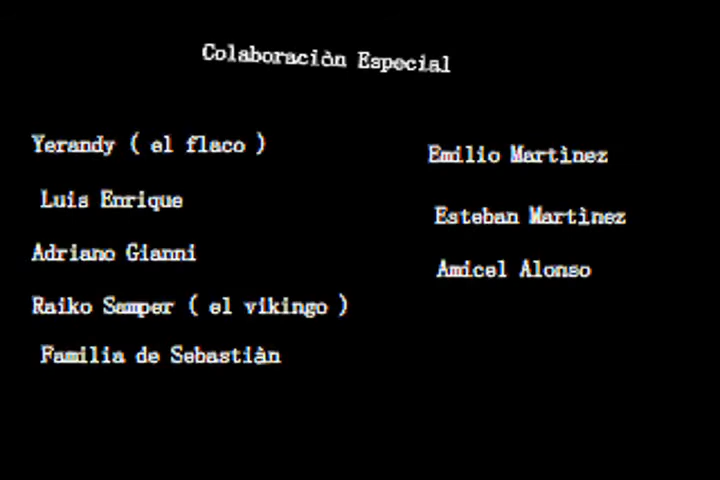 Colaboraciòn Especial
Yerandy ( el flaco )
Luis Enrique
Adriano Gianni
Raiko Samper ( el vikingo )
Familia de Sebastiàn
Emilio Martìnez
Esteban Martìnez
Amicel Alonso